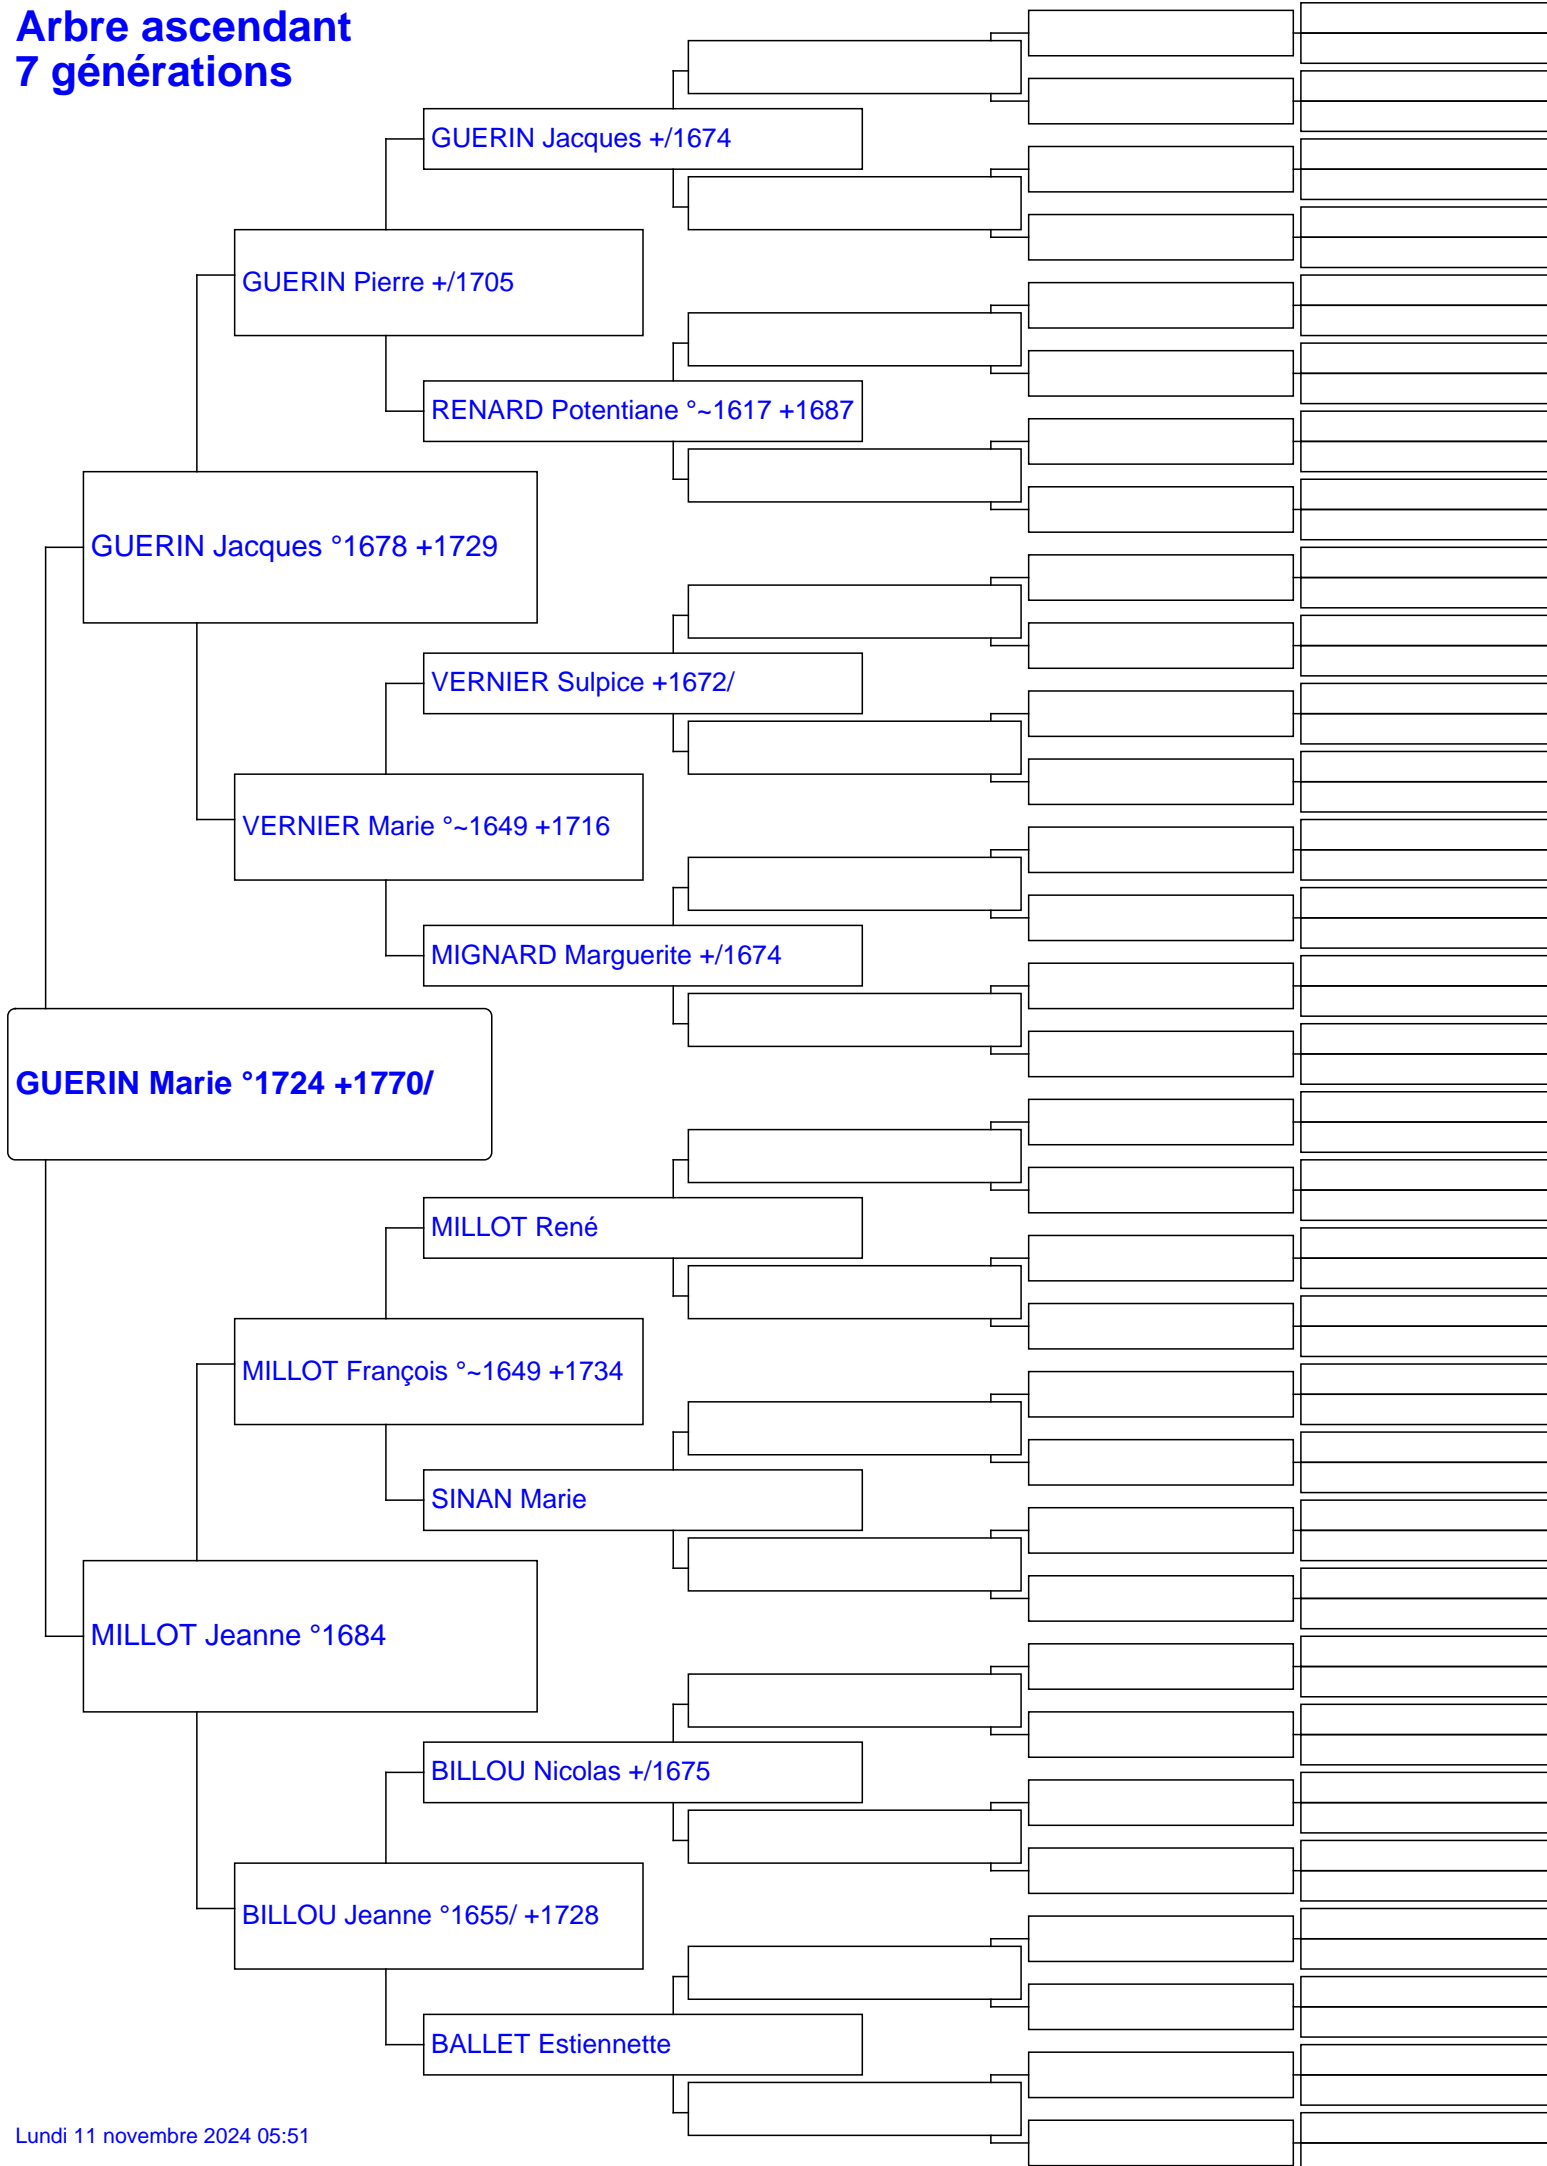 Arbre ascendant
7 générations
GUERIN Jacques +/1674
GUERIN Pierre +/1705
RENARD Potentiane °~1617 +1687
GUERIN Jacques °1678 +1729
VERNIER Sulpice +1672/
VERNIER Marie °~1649 +1716
MIGNARD Marguerite +/1674
GUERIN Marie °1724 +1770/
MILLOT René
MILLOT François °~1649 +1734
SINAN Marie
MILLOT Jeanne °1684
BILLOU Nicolas +/1675
BILLOU Jeanne °1655/ +1728
BALLET Estiennette
Lundi 11 novembre 2024 05:51